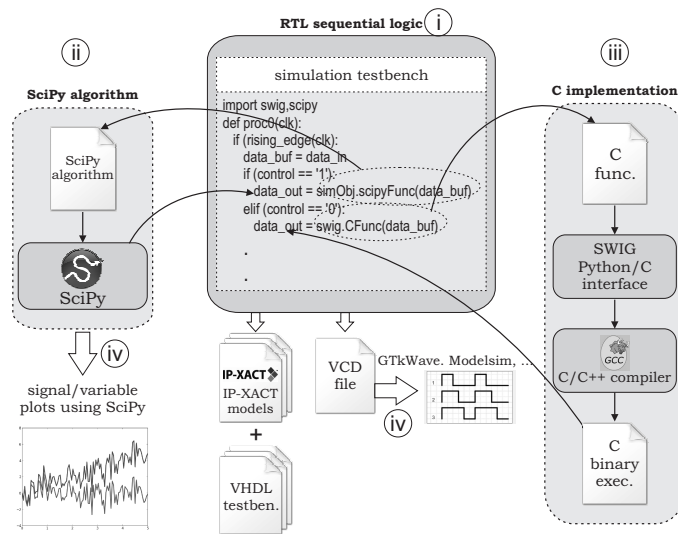 RTL sequential logic
i
ii
iii
SciPy algorithm
C implementation
simulation testbench
import swig,scipy
def proc0(clk):
if (rising_edge(clk):
data_buf = data_in
if (control == '1'):
data_out = simObj.scipyFunc(data_buf)
elif (control == '0'):
data_out = swig.CFunc(data_buf)
.
.
SciPy
algorithm
SciPy
iv
signal/variable
plots using SciPy
IP-XACT
IP-XACT
models
+
VHDL
testben.
VCD
file
iv
GTkWave. Modelsim, ...
1
2
3
C
func.
SWIG
Python/C
interface
GCC
C/C++ compiler
C
binary
exec.